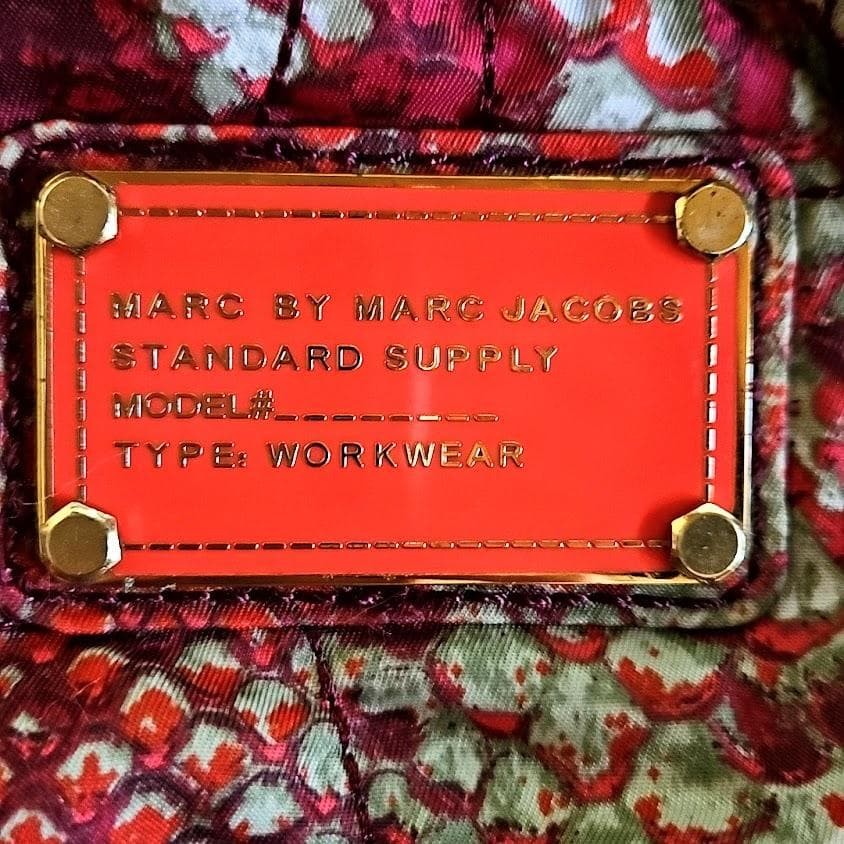 MARC BY MARC JACOBS
STANDARD SUPPLY
MODEL#________
TYPE: WORKWEAR